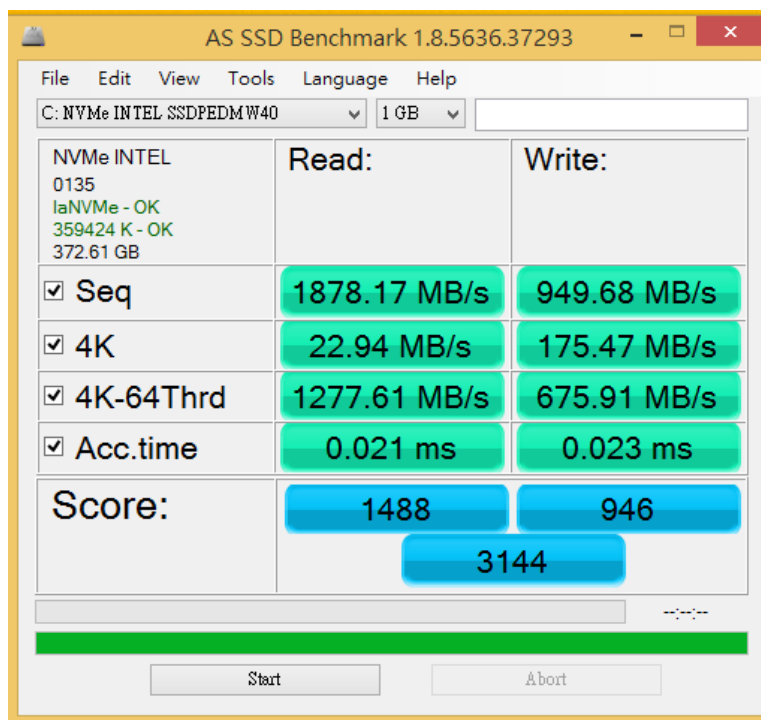 AS SSD Benchmark 1.8.5636.37293
File Edit View Tools Language Help
C: NVMe INTEL SSDPEDMW40 1 GB
NVMe INTEL
0135
IaNVMe - OK
359424 K - OK
372.61 GB
Read: Write:
Seq 1878.17 MB/s 949.68 MB/s
4K 22.94 MB/s 175.47 MB/s
4K-64Thrd 1277.61 MB/s 675.91 MB/s
Acc.time 0.021 ms 0.023 ms
Score: 1488 946
3144
--:--:--
Start Abort